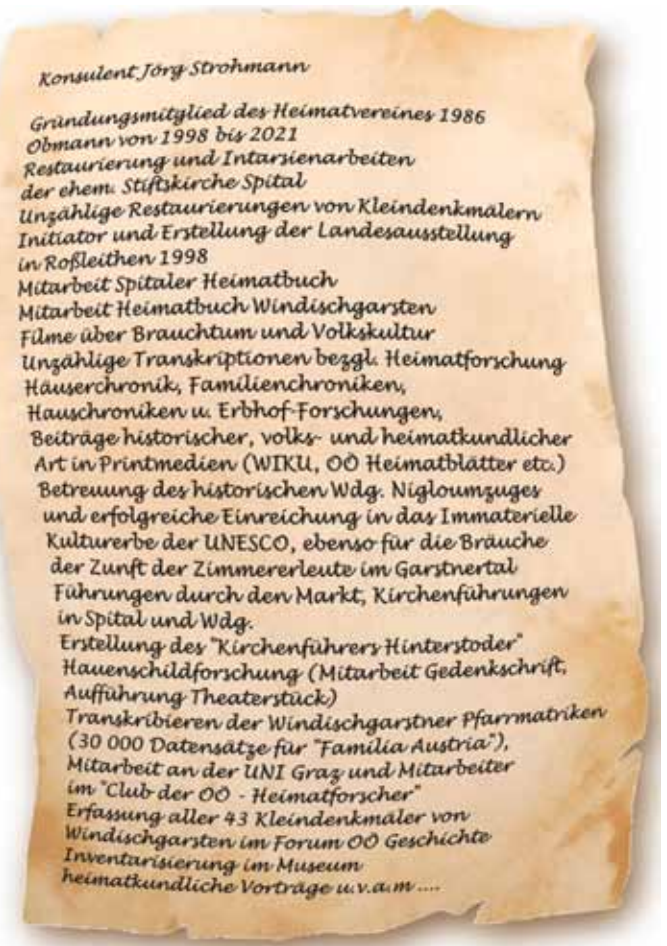 Konsulent Jörg Strohmann
Gründungsmitglied des Heimatvereines 1986
Obmann von 1998 bis 2021
Restaurierung und Intarsienarbeiten
der ehem. Stiftskirche Spital
Unzählige Restaurierungen von Kleindenkmälern
Initiator und Erstellung der Landesausstellung
in Roßleithen 1998
Mitarbeit Spitaler Heimatbuch
Mitarbeit Heimatbuch Windischgarsten
Filme über Brauchtum und Volkskultur
Unzählige Transkriptionen bezgl. Heimatforschung
Häuserchronik, Familienchroniken,
Hauschroniken u. Erbhof-Forschungen,
Beiträge historischer, volks- und heimatkundlicher
Art in Printmedien (WIKU, OÖ Heimatblätter etc.)
Betreuung des historischen Wdg. Nigloumzuges
und erfolgreiche Einreichung in das Immaterielle
Kulturerbe der UNESCO, ebenso für die Bräuche
der Zunft der Zimmererleute im Garstnertal
Führungen durch den Markt, Kirchenführungen
in Spital und Wdg.
Erstellung des "Kirchenführers Hinterstoder"
Hauenschildforschung (Mitarbeit Gedenkschrift,
Aufführung Theaterstück)
Transkribieren der Windischgarstner Pfarrmatriken
(30 000 Datensätze für "Familia Austria"),
Mitarbeit an der UNI Graz und Mitarbeiter
im "Club der OÖ - Heimatforscher"
Erfassung aller 43 Kleindenkmäler von
Windischgarsten im Forum OÖ Geschichte
Inventarisierung im Museum
heimatkundliche Vorträge u.v.a.m ....